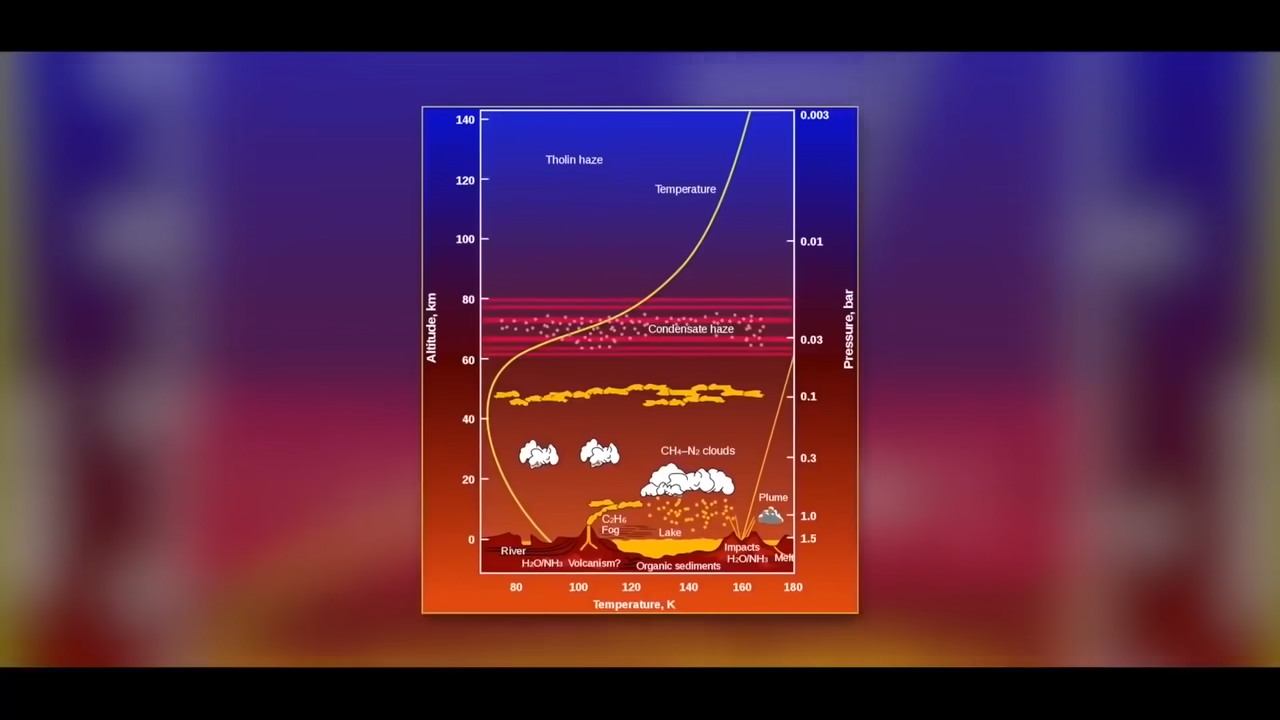 140
0.003
Tholin haze
120
Temperature
100
0.01
80
Condensate haze
0.03
Altitude, km
Pressure, bar
60
0.1
40
CH₄–N₂ clouds
0.3
20
Plume
C₂H₆
Fog
1.0
Lake
0
1.5
River
Impacts
H₂O/NH₃
Volcanism?
Organic sediments
H₂O/NH₃
Melt
80
100
120
140
160
180
Temperature, K